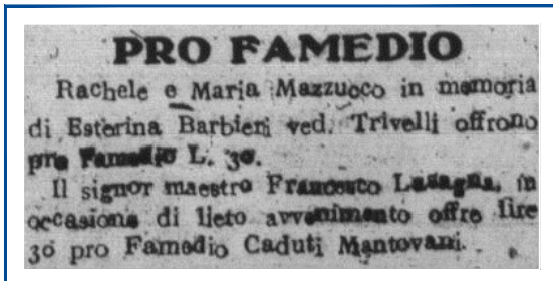 PRO FAMEDIO
Rachele e Maria Mazzuoco in memoria
di Esterina Barbieri ved. Trivelli offrono
pro Famedio L. 30.
Il signor maestro Francesco Lasagna, in
occasione di lieto avvenimento offre lire
30 pro Famedio Caduti Mantovani.